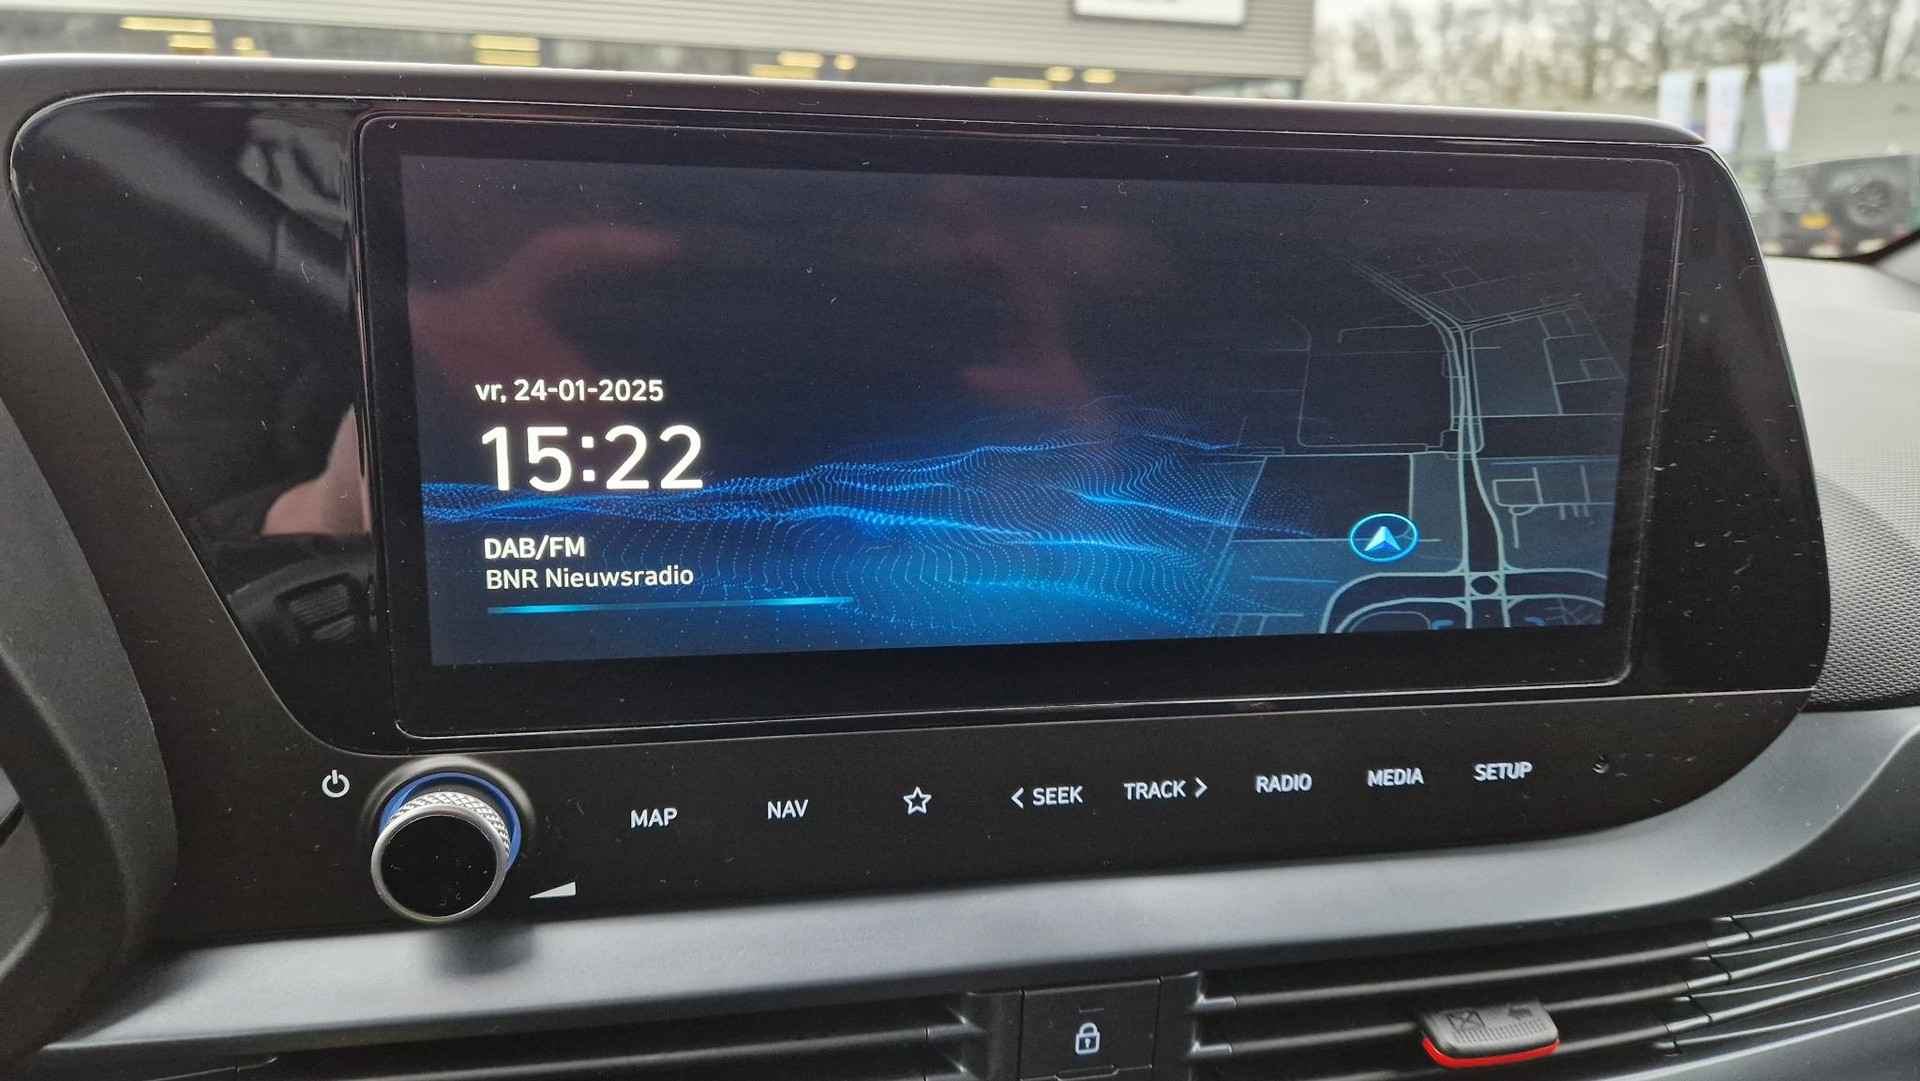 vr, 24-01-2025
15:22
DAB/FM
BNR Nieuwsradio
MAP
NAV
< SEEK
TRACK >
RADIO
MEDIA
SETUP